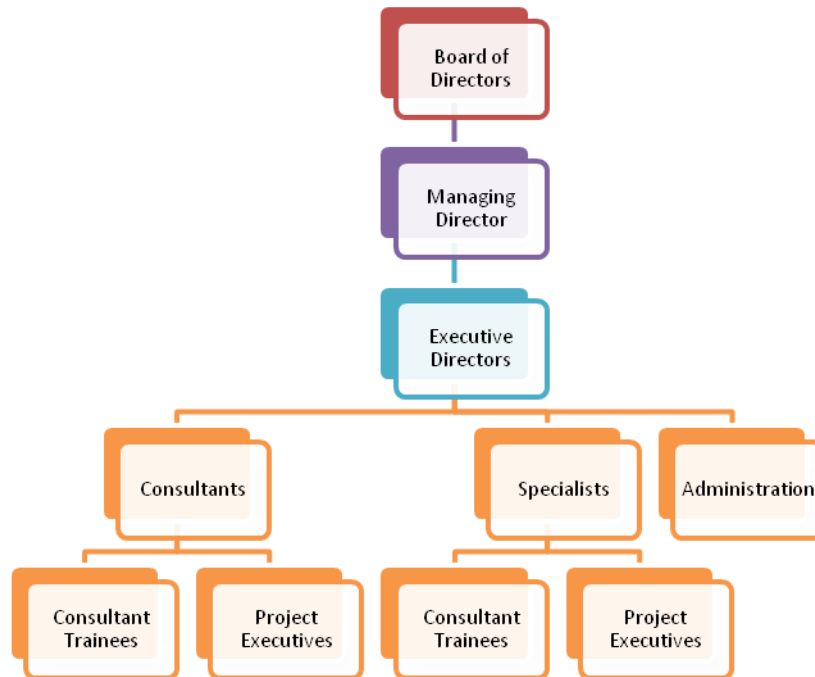 Board of
Directors
Managing
Director
Executive
Directors
Consultants
Specialists
Administration
Consultant
Trainees
Project
Executives
Consultant
Trainees
Project
Executives